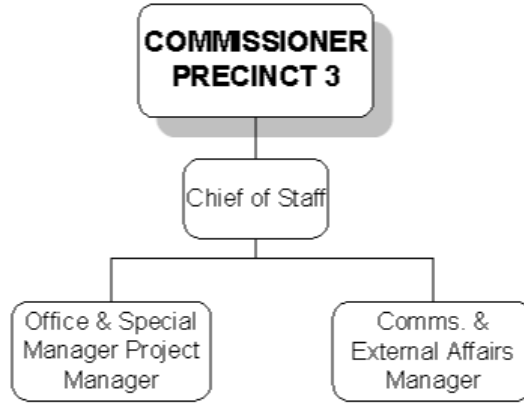 COMMISSIONER
PRECINCT 3
Chief of Staff
Office & Special
Manager Project
Manager
Comms. &
External Affairs
Manager